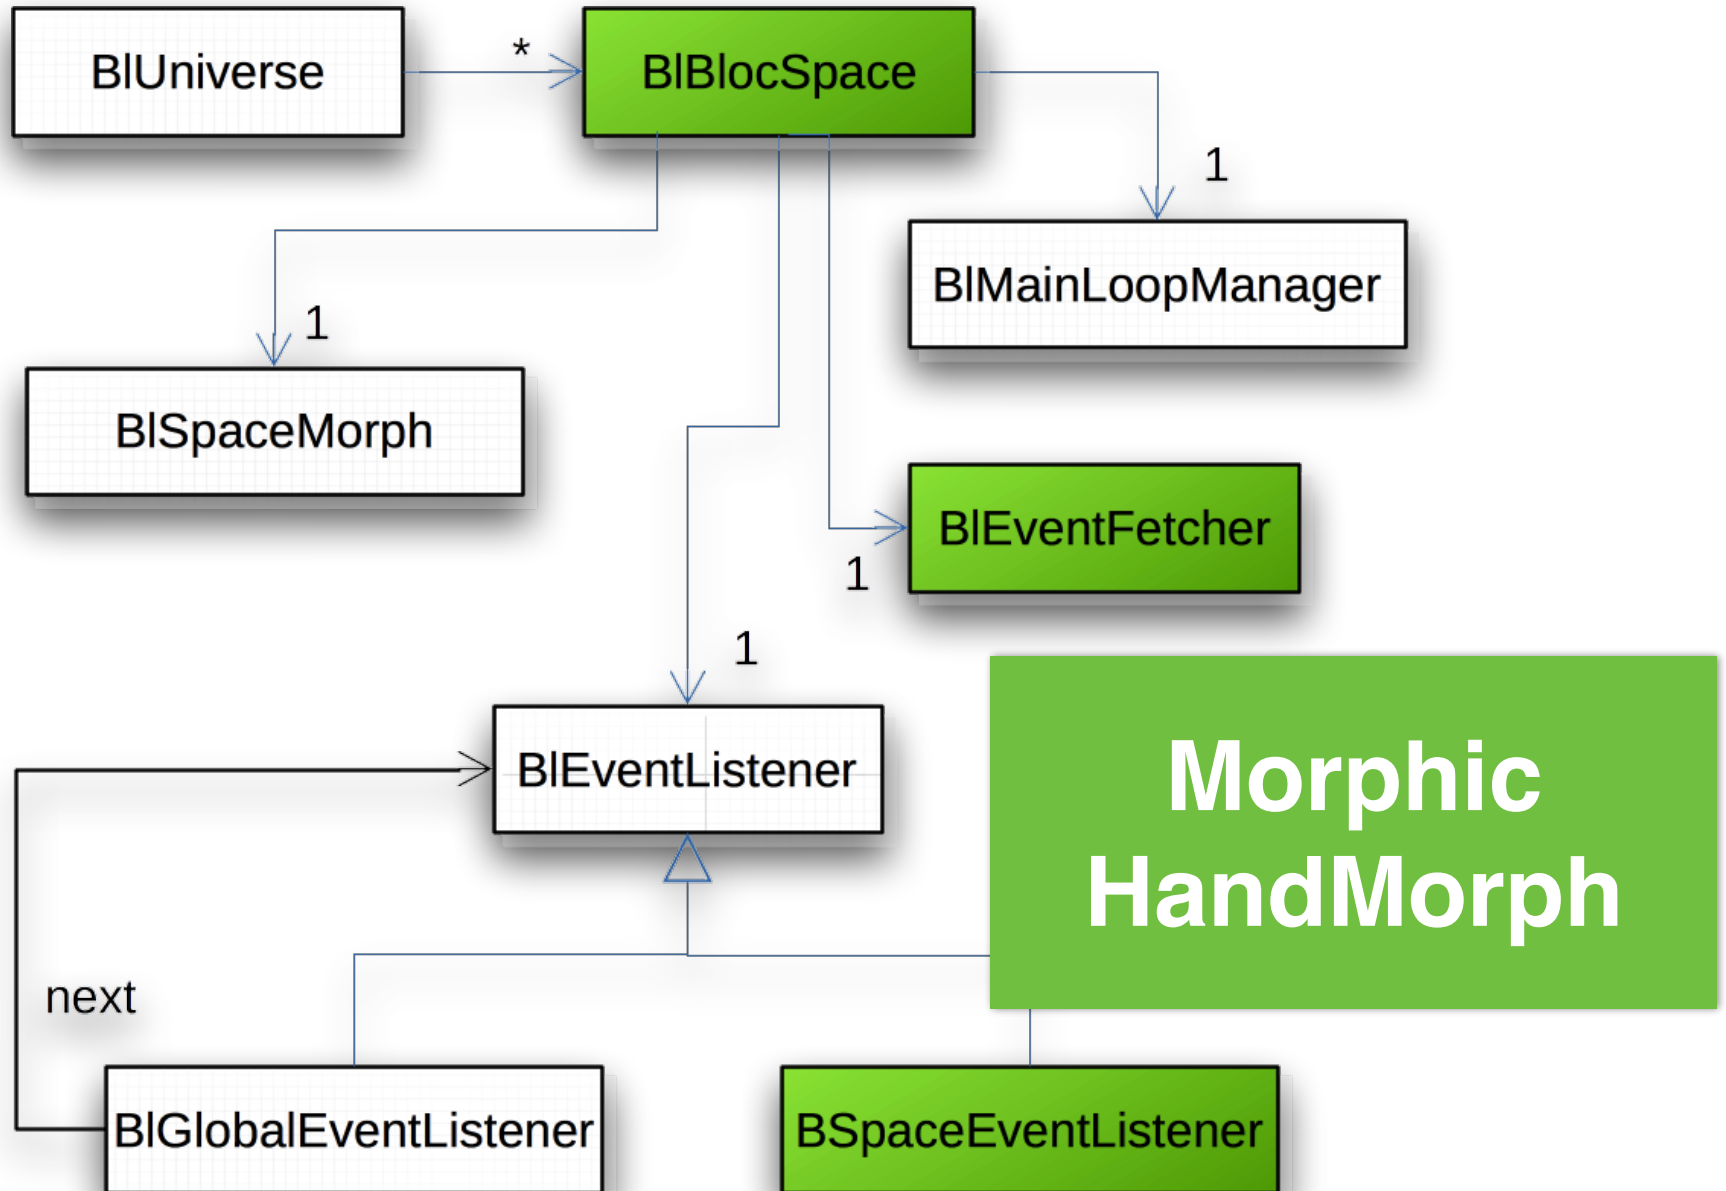 BlUniverse
*
BlBlocSpace
1
BlMainLoopManager
1
BlSpaceMorph
BlEventFetcher
1
1
BlEventListener
Morphic
HandMorph
next
BlGlobalEventListener
BSpaceEventListener